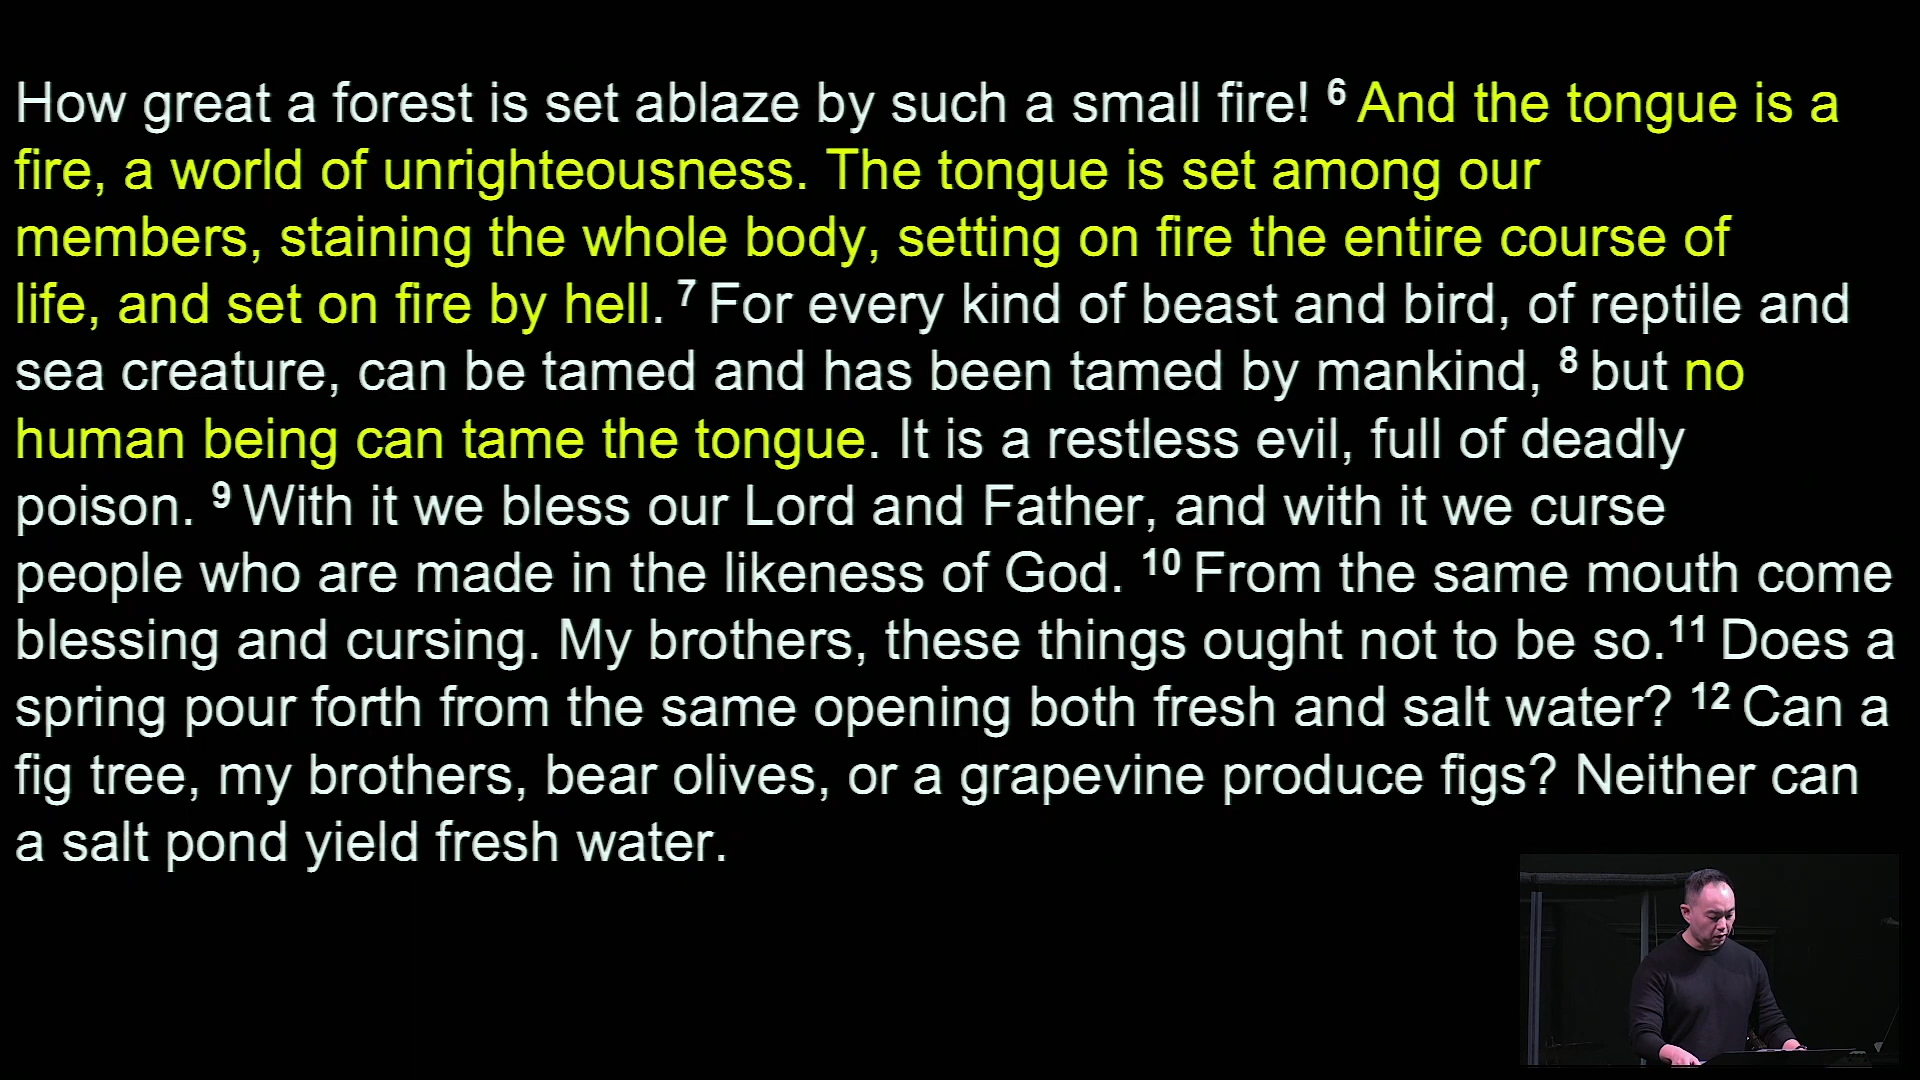 How great a forest is set ablaze by such a small fire! 6 And the tongue is a
fire, a world of unrighteousness. The tongue is set among our
members, staining the whole body, setting on fire the entire course of
life, and set on fire by hell. 7 For every kind of beast and bird, of reptile and
sea creature, can be tamed and has been tamed by mankind, 8 but no
human being can tame the tongue. It is a restless evil, full of deadly
poison. 9 With it we bless our Lord and Father, and with it we curse
people who are made in the likeness of God. 10 From the same mouth come
blessing and cursing. My brothers, these things ought not to be so.11 Does a
spring pour forth from the same opening both fresh and salt water? 12 Can a
fig tree, my brothers, bear olives, or a grapevine produce figs? Neither can
a salt pond yield fresh water.